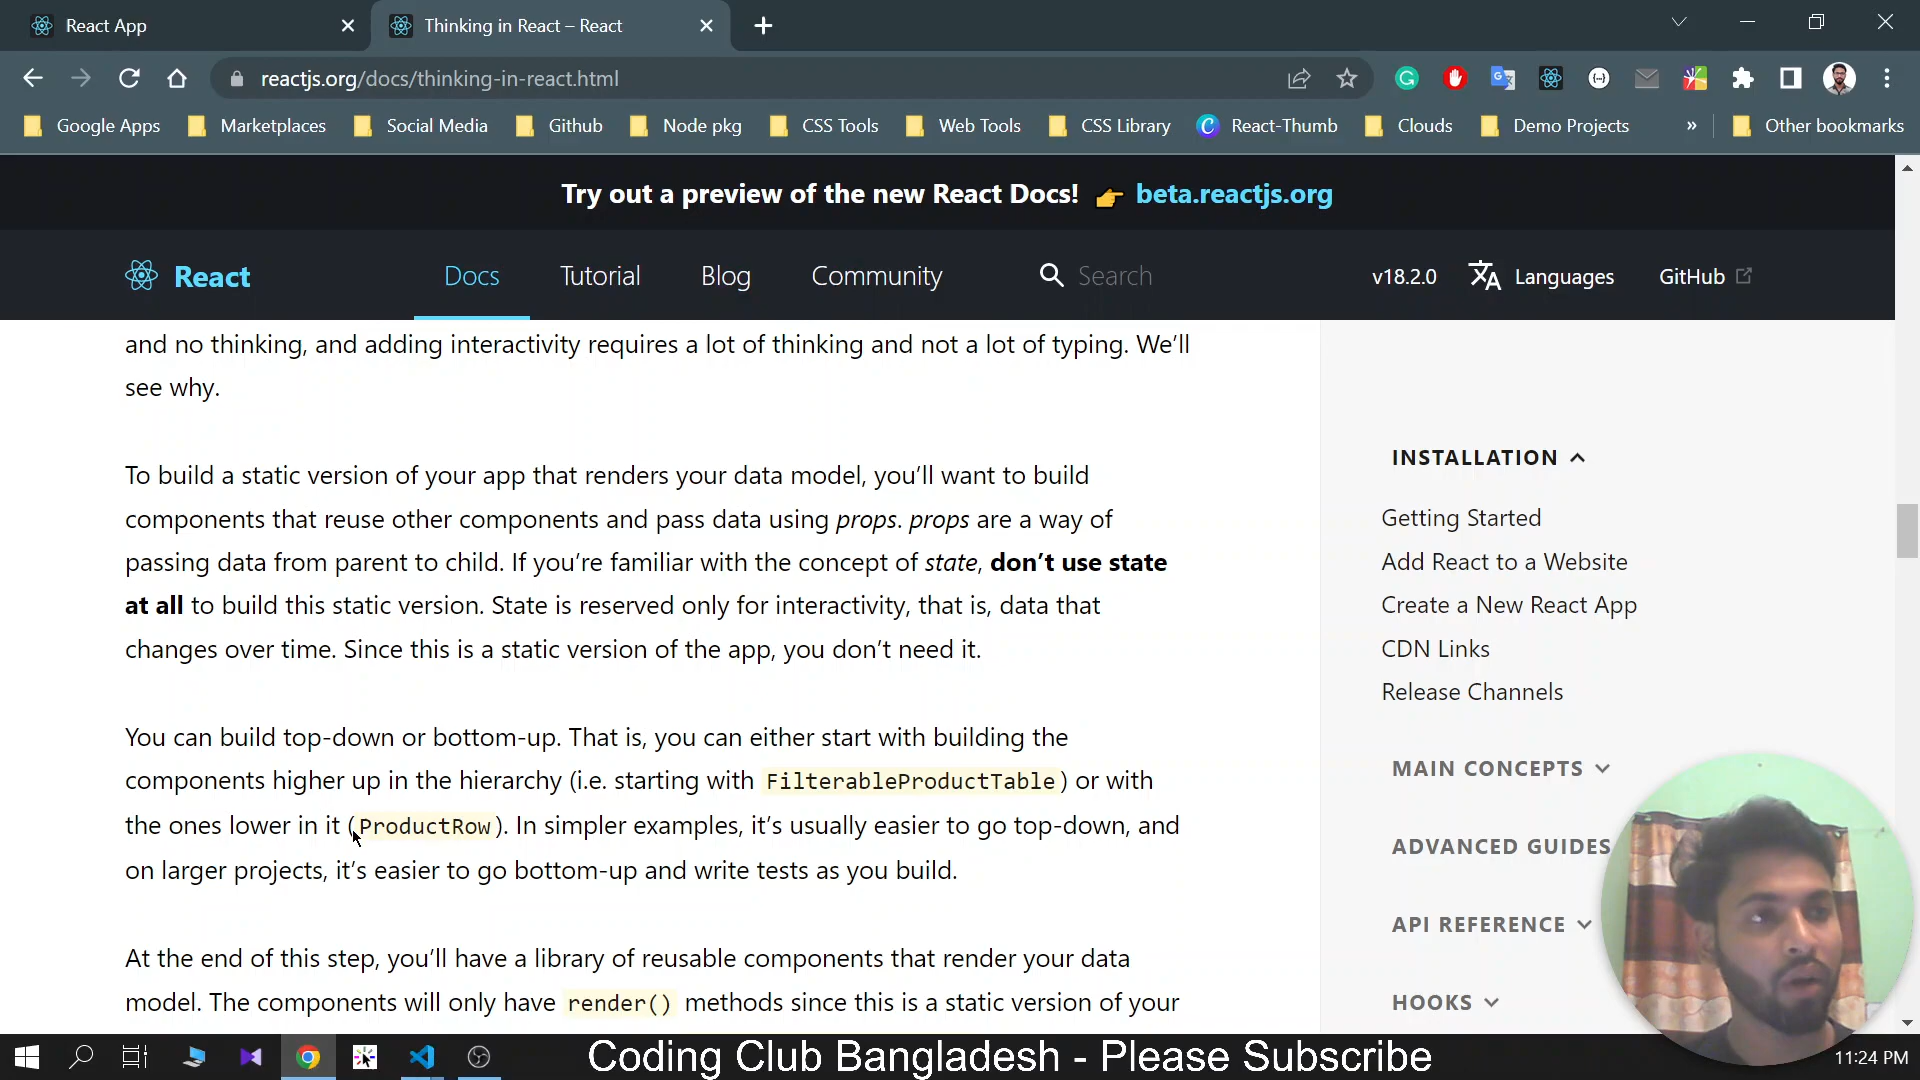 React App
Thinking in React – React
reactjs.org/docs/thinking-in-react.html
Google Apps
Marketplaces
Social Media
Github
Node pkg
CSS Tools
Web Tools
CSS Library
React-Thumb
Clouds
Demo Projects
»
Other bookmarks
Try out a preview of the new React Docs! 👉 beta.reactjs.org
React
Docs
Tutorial
Blog
Community
Search
v18.2.0
Languages
GitHub
and no thinking, and adding interactivity requires a lot of thinking and not a lot of typing. We’ll
see why.
To build a static version of your app that renders your data model, you’ll want to build
components that reuse other components and pass data using props. props are a way of
passing data from parent to child. If you’re familiar with the concept of state, don’t use state
at all to build this static version. State is reserved only for interactivity, that is, data that
changes over time. Since this is a static version of the app, you don’t need it.
You can build top-down or bottom-up. That is, you can either start with building the
components higher up in the hierarchy (i.e. starting with FilterableProductTable) or with
the ones lower in it (ProductRow). In simpler examples, it’s usually easier to go top-down, and
on larger projects, it’s easier to go bottom-up and write tests as you build.
At the end of this step, you’ll have a library of reusable components that render your data
model. The components will only have render() methods since this is a static version of your
INSTALLATION
Getting Started
Add React to a Website
Create a New React App
CDN Links
Release Channels
MAIN CONCEPTS
ADVANCED GUIDES
API REFERENCE
HOOKS
Coding Club Bangladesh - Please Subscribe
11:24 PM